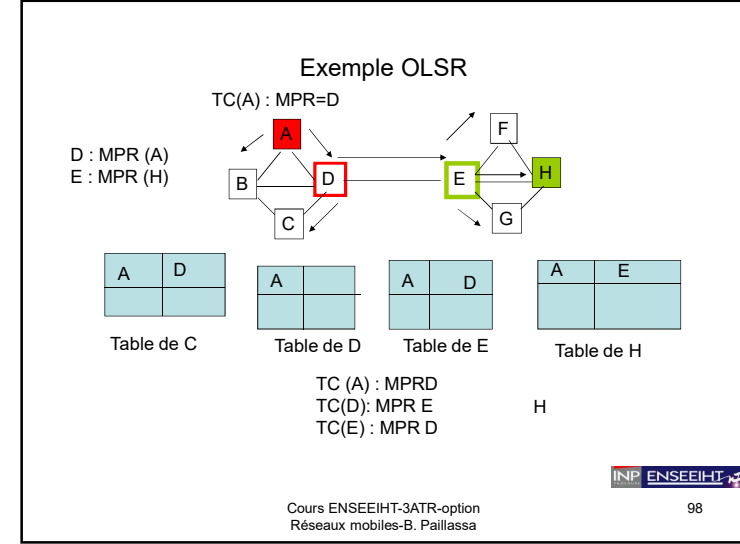 Exemple OLSR
TC(A) : MPR=D
D : MPR (A)
E : MPR (H)
A
B
D
C
F
E
H
G
A D
A
A D
A E
Table de C
Table de D
Table de E
Table de H
TC (A) : MPRD
TC(D): MPR E H
TC(E) : MPR D
INP ENSEEIHT
Cours ENSEEIHT-3ATR-option
Réseaux mobiles-B. Paillassa
98